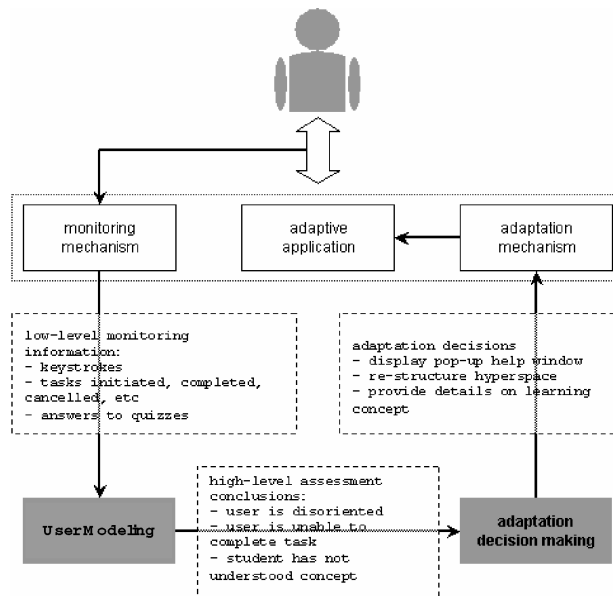 monitoring
mechanism
adaptive
application
adaptation
mechanism
low-level monitoring
information:
- keystrokes
- tasks initiated, completed,
cancelled, etc
- answers to quizzes
adaptation decisions
- display pop-up help window
- re-structure hyperspace
- provide details on learning
concept
high-level assessment
conclusions:
- user is disoriented
- user is unable to
complete task
- student has not
understood concept
UserModeling
adaptation
decision making